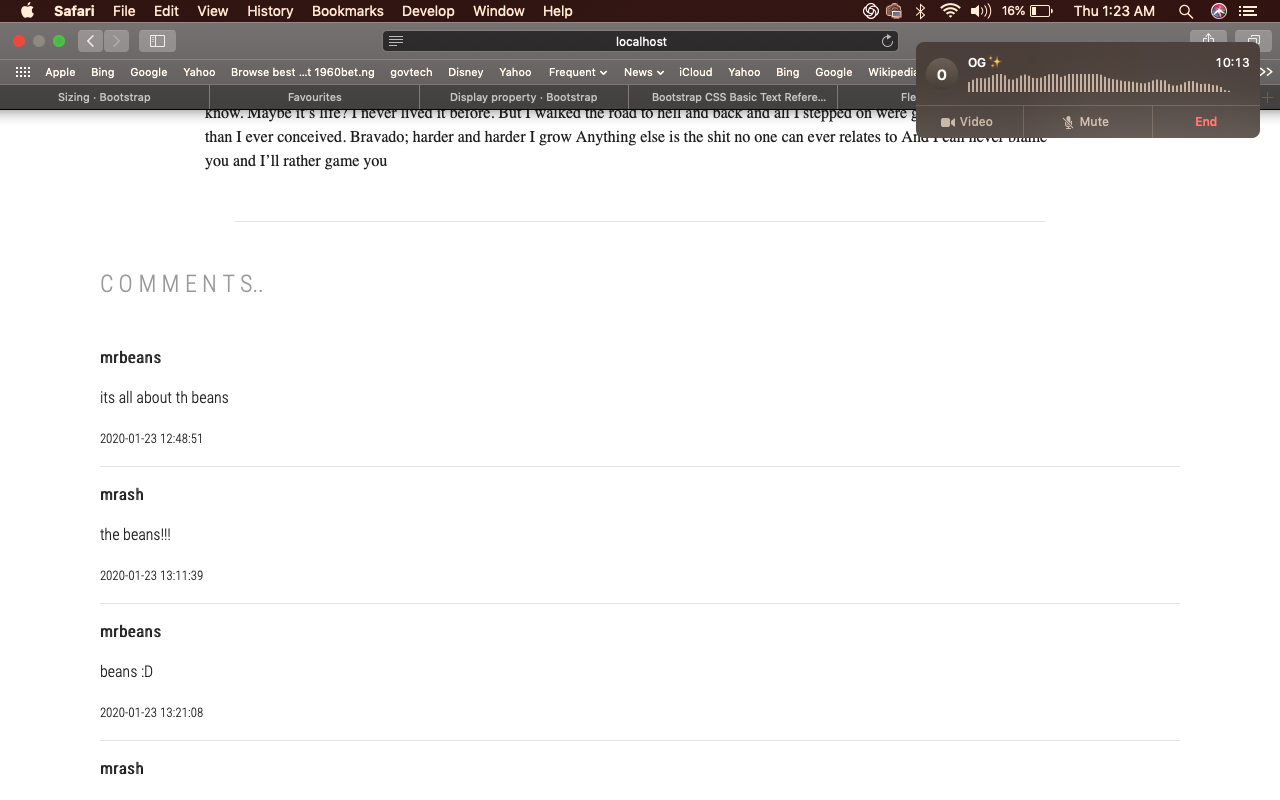 Safari File Edit View History Bookmarks Develop Window Help 16% Thu 1:23 AM
localhost
Apple Bing Google Yahoo Browse best ...t 1960bet.ng govtech Disney Yahoo Frequent News iCloud Yahoo Bing Google Wikipedia
OG✨ 10:13
O
Sizing · Bootstrap Favourites Display property · Bootstrap Bootstrap CSS Basic Text Refere... Fle
Video Mute End
know. Maybe it's life? I never lived it before. But I walked the road to hell and back and all I stepped on were
than I ever conceived. Bravado; harder and harder I grow Anything else is the shit no one can ever relates to And I can never blame
you and I’ll rather game you
COMMENTS..
mrbeans
its all about th beans
2020-01-23 12:48:51
mrash
the beans!!!
2020-01-23 13:11:39
mrbeans
beans :D
2020-01-23 13:21:08
mrash